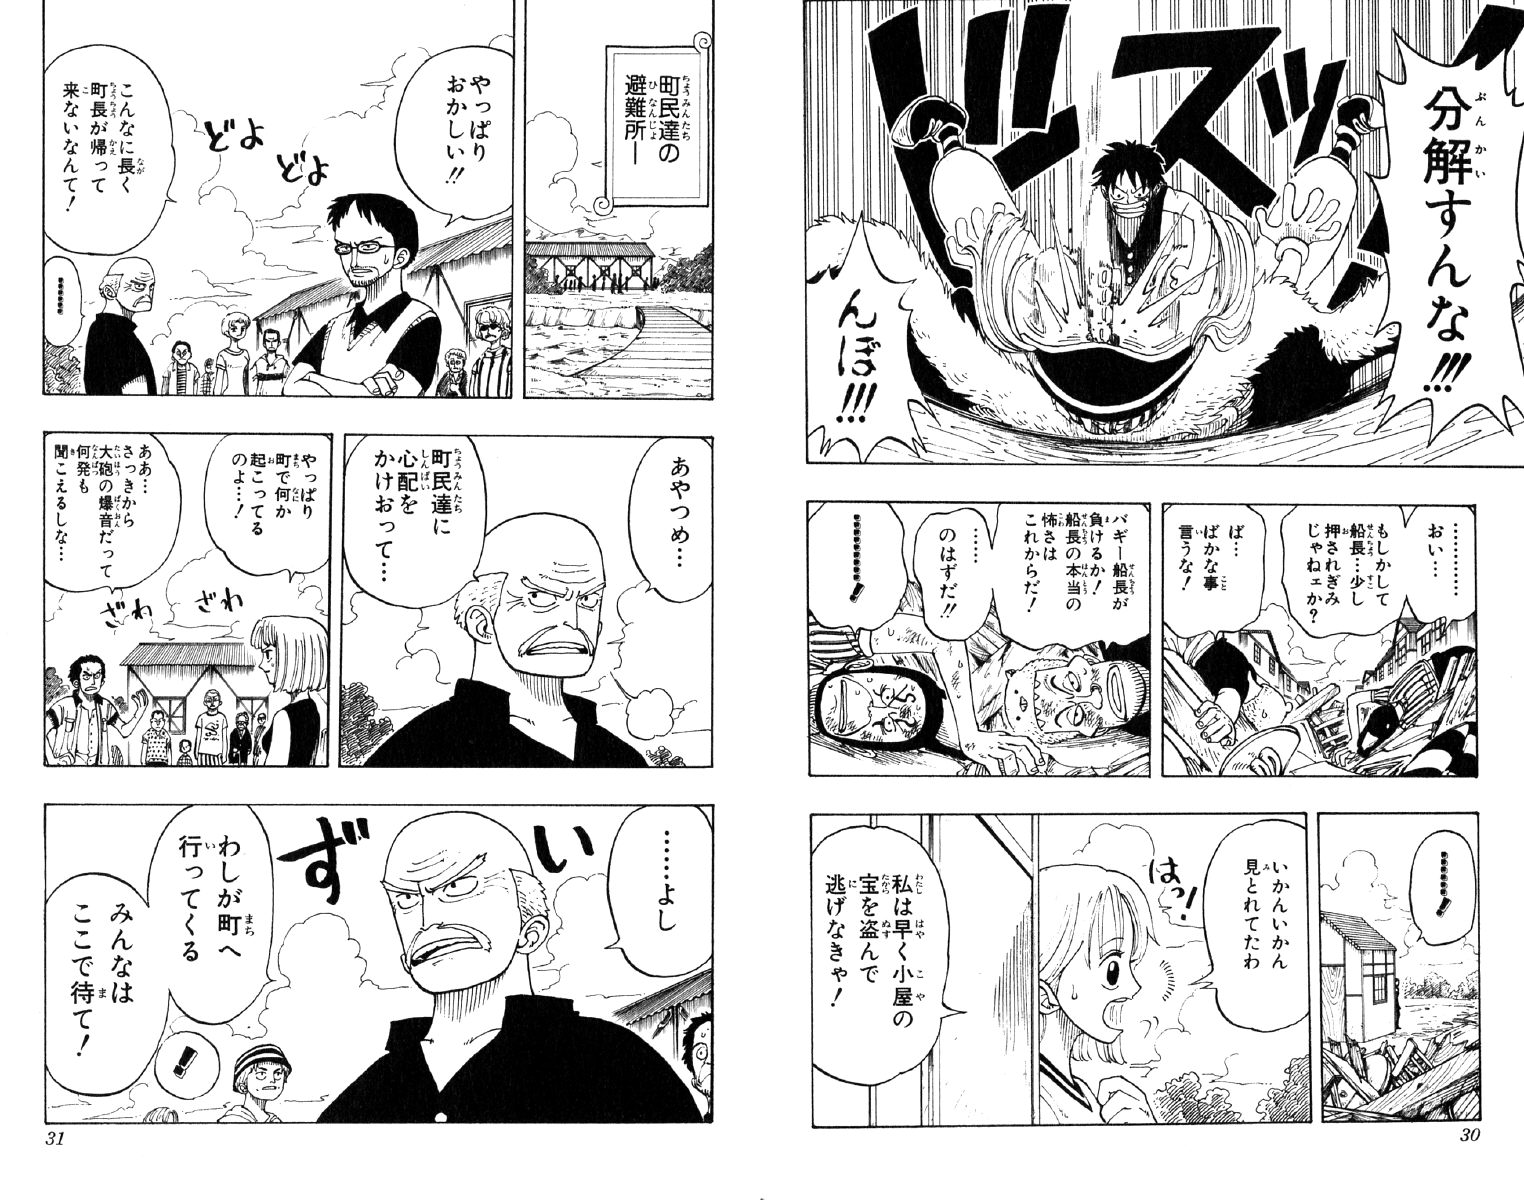 分解すんな!!!
んぼ!!!
ドスッ
…………
おい…
もしかして
船長…少し
押されぎみ
じゃねェか?
ば…
ばかな事
言うな!
バギー船長が
負けるか!
船長の本当の
怖さは
これからだ!
……
のはずだ!!
…………!
…………!
いかんいかん
見とれてたわ
はっ!
私は早く小屋の
宝を盗んで
逃げなきゃ!
30
町民達の
避難所—
やっぱり
おかしい!!
どよ
どよ
こんなに長く
町長が帰って
来ないなんて!
…………
あやつめ…
町民達に
心配を
かけおって…
やっぱり
町で何か
起こってる
のよ…!
ざわ
ざわ
ああ…
さっきから
大砲の爆音だって
何発も
聞こえるしな…
……よし
いず
わしが町へ
行ってくる
みんなは
ここで待て!
!
31